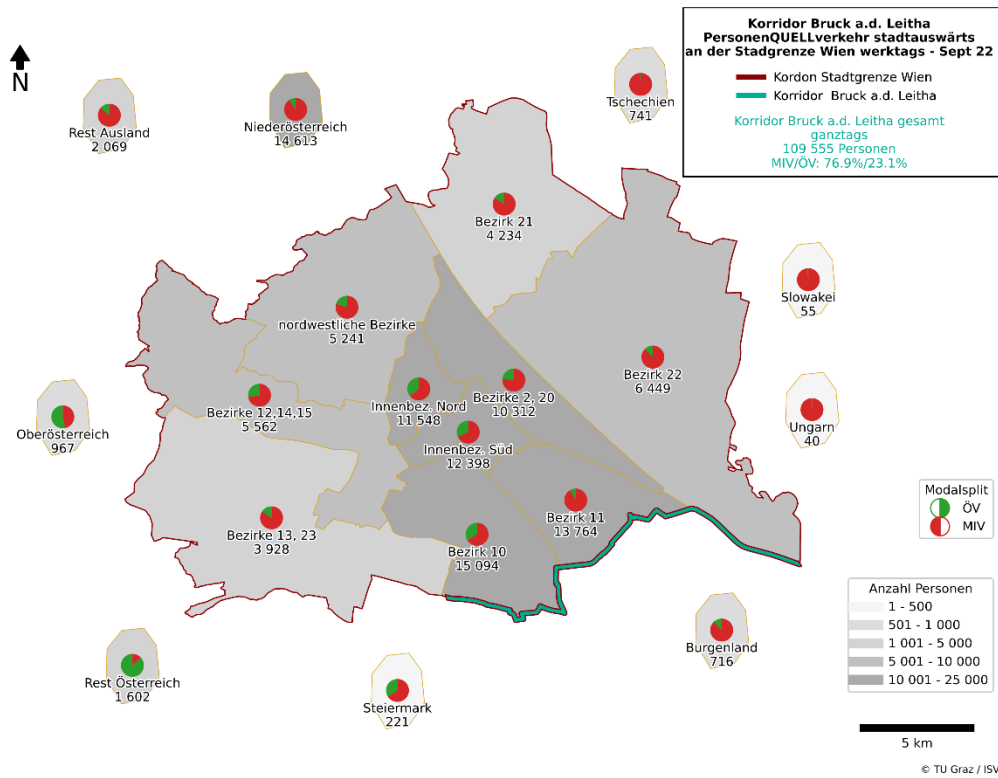 Korridor Bruck a.d. Leitha
PersonenQUELLverkehr stadtauswärts
an der Stadgrenze Wien werktags - Sept 22
Kordon Stadtgrenze Wien
Korridor Bruck a.d. Leitha
Korridor Bruck a.d. Leitha gesamt
ganztags
109 555 Personen
MIV/ÖV: 76.9%/23.1%
N
Rest Ausland
2 069
Niederösterreich
14 613
Tschechien
741
Bezirk 21
4 234
Slowakei
55
nordwestliche Bezirke
5 241
Bezirk 22
6 449
Bezirke 12,14,15
5 562
Innenbez. Nord
11 548
Bezirke 2, 20
10 312
Oberösterreich
967
Ungarn
40
Innenbez. Süd
12 398
Bezirke 13, 23
3 928
Bezirk 10
15 094
Bezirk 11
13 764
Modalsplit
ÖV
MIV
Anzahl Personen
1 - 500
501 - 1 000
1 001 - 5 000
5 001 - 10 000
10 001 - 25 000
Burgenland
716
Rest Österreich
1 602
Steiermark
221
5 km
© TU Graz / ISV